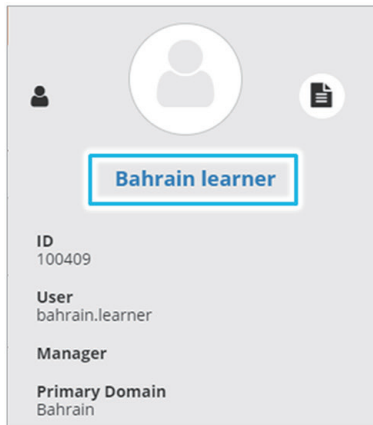 Bahrain learner
ID
100409
User
bahrain.learner
Manager
Primary Domain
Bahrain